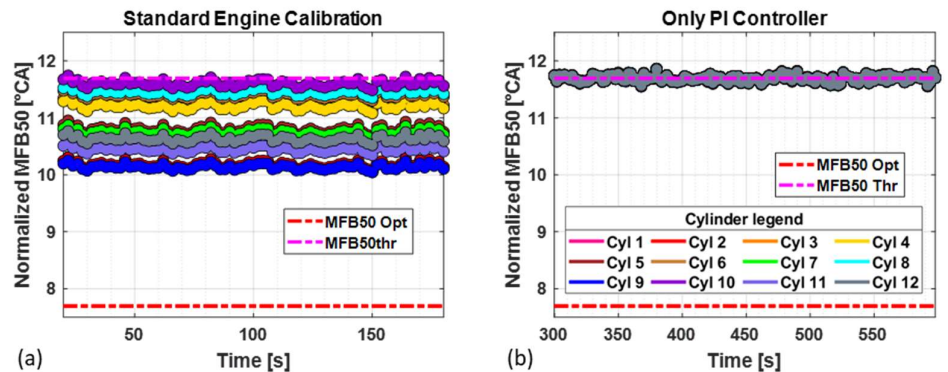 Standard Engine Calibration
Normalized MFB50 [°CA]
12
11
10
9
8
MFB50 Opt
MFB50thr
50
100
150
Time [s]
(a)
Only PI Controller
Normalized MFB50 [°CA]
12
11
10
9
8
MFB50 Opt
MFB50 Thr
Cylinder legend
Cyl 1 Cyl 2 Cyl 3 Cyl 4
Cyl 5 Cyl 6 Cyl 7 Cyl 8
Cyl 9 Cyl 10 Cyl 11 Cyl 12
300
350
400
450
500
550
Time [s]
(b)